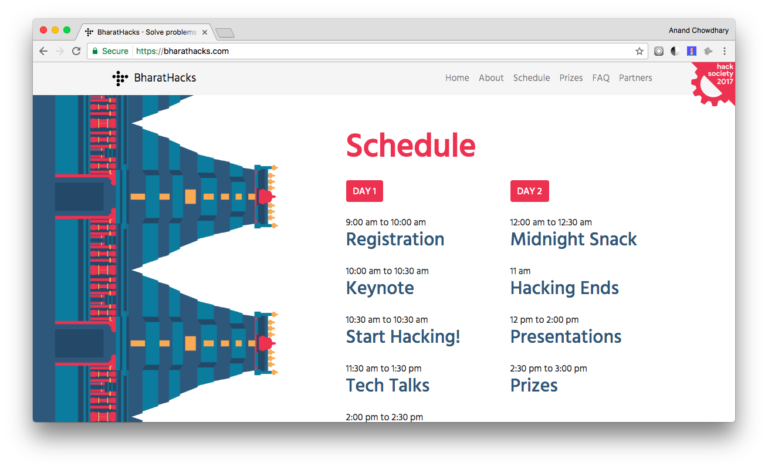 BharatHacks - Solve problems
Anand Chowdhary
Secure
https://bharathacks.com
BharatHacks
Home
About
Schedule
Prizes
FAQ
Partners
hack
society
2017
Schedule
DAY 1
9:00 am to 10:00 am
Registration
10:00 am to 10:30 am
Keynote
10:30 am to 10:30 am
Start Hacking!
11:30 am to 1:30 pm
Tech Talks
2:00 pm to 2:30 pm
DAY 2
12:00 am to 12:30 am
Midnight Snack
11 am
Hacking Ends
12 pm to 2:00 pm
Presentations
2:30 pm to 3:00 pm
Prizes